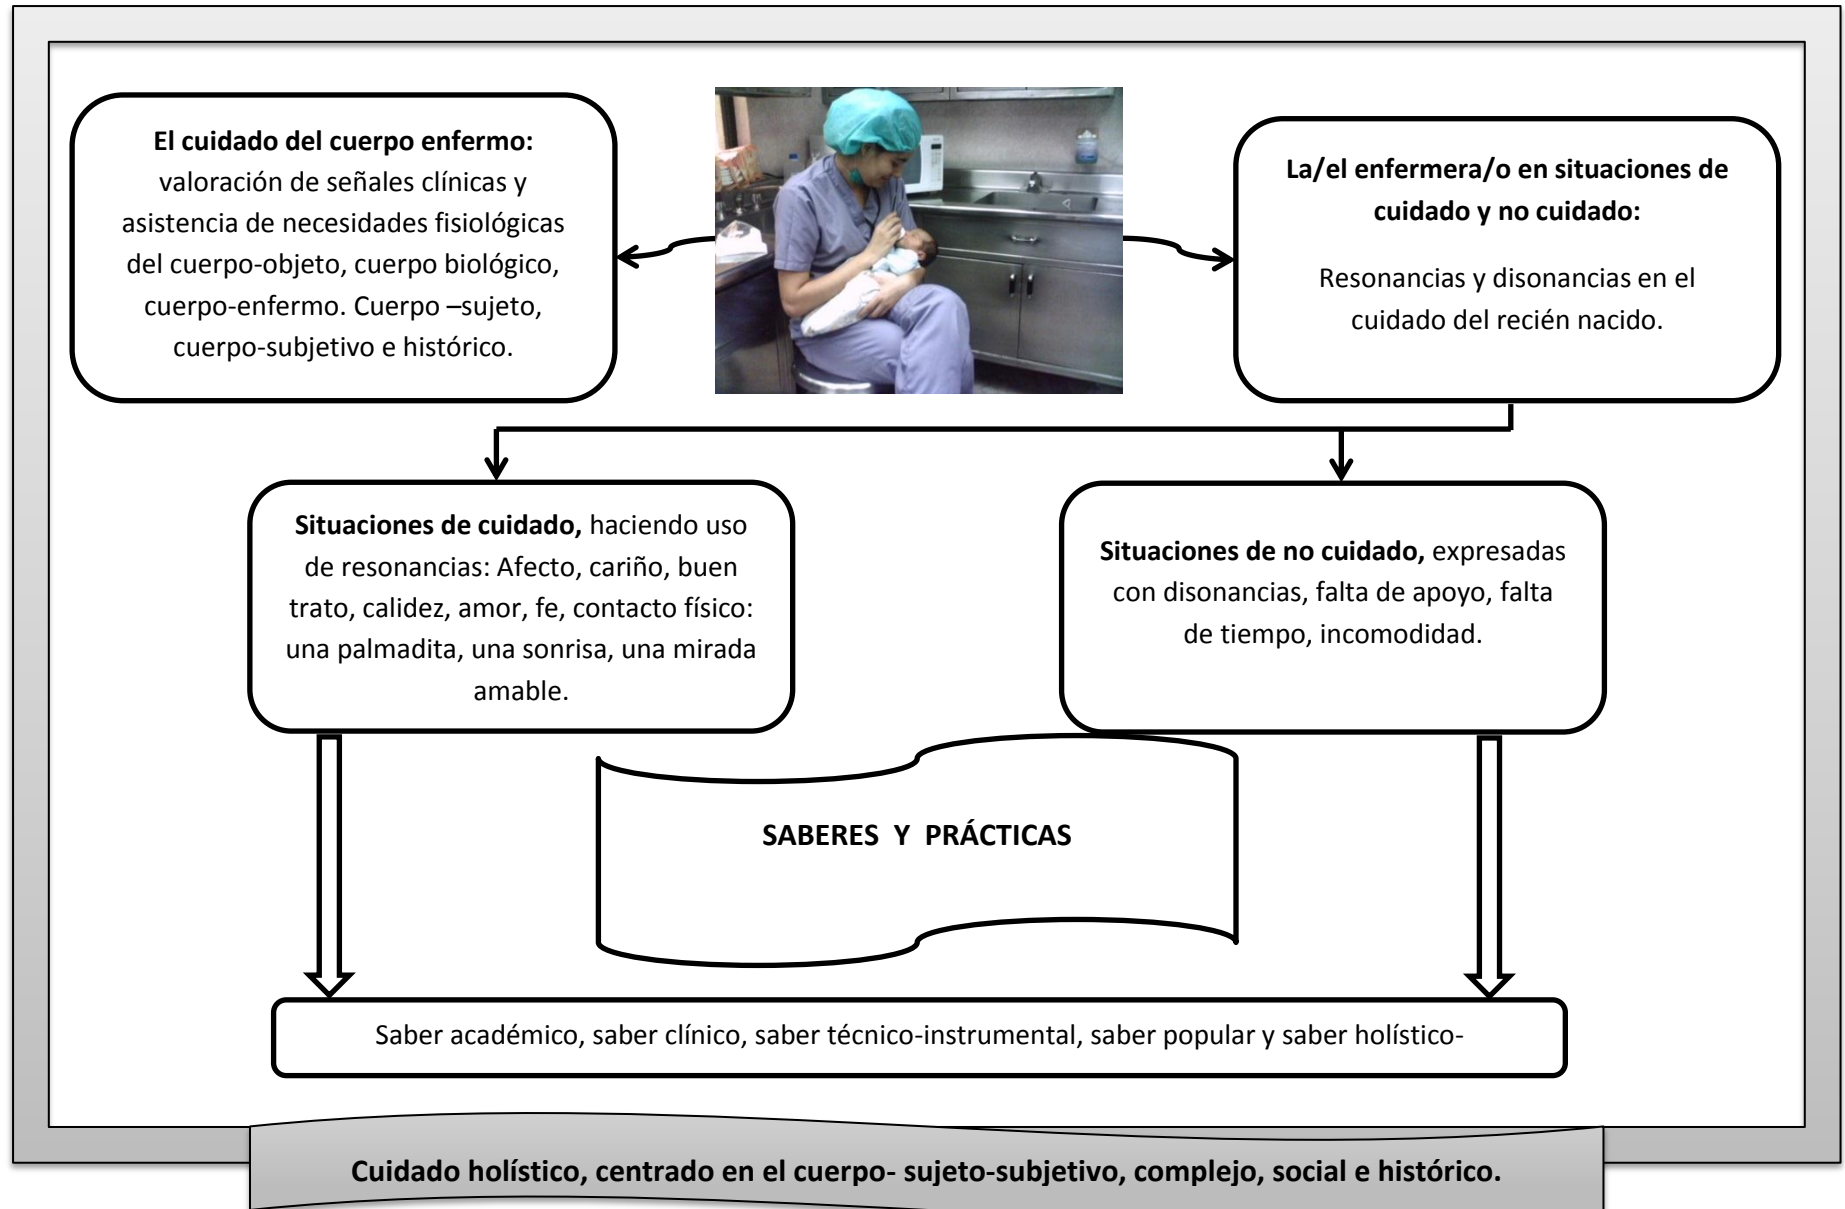 El cuidado del cuerpo enfermo:
valoración de señales clínicas y
asistencia de necesidades fisiológicas
del cuerpo-objeto, cuerpo biológico,
cuerpo-enfermo. Cuerpo –sujeto,
cuerpo-subjetivo e histórico.
La/el enfermera/o en situaciones de
cuidado y no cuidado:
Resonancias y disonancias en el
cuidado del recién nacido.
Situaciones de cuidado, haciendo uso
de resonancias: Afecto, cariño, buen
trato, calidez, amor, fe, contacto físico:
una palmadita, una sonrisa, una mirada
amable.
Situaciones de no cuidado, expresadas
con disonancias, falta de apoyo, falta
de tiempo, incomodidad.
SABERES Y PRÁCTICAS
Saber académico, saber clínico, saber técnico-instrumental, saber popular y saber holístico-
Cuidado holístico, centrado en el cuerpo- sujeto-subjetivo, complejo, social e histórico.